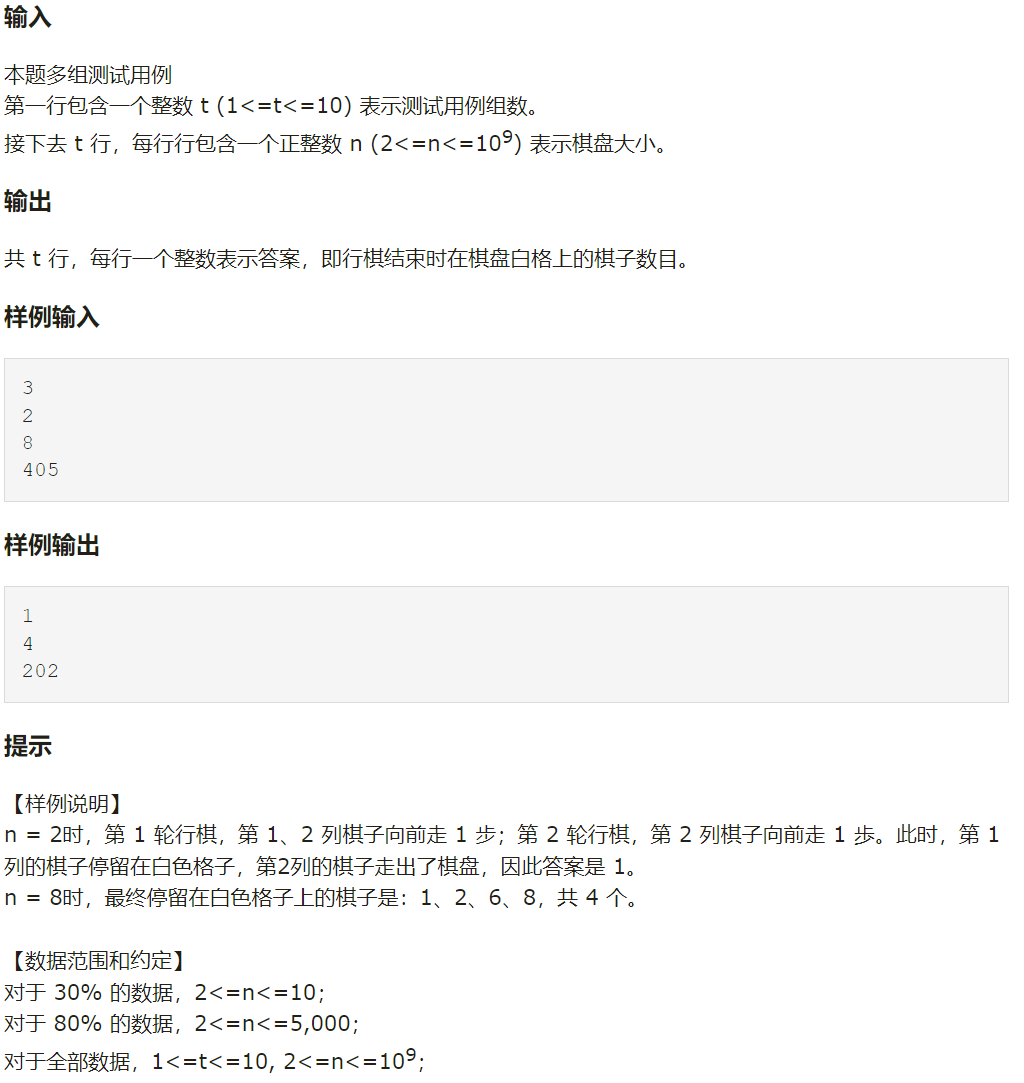 输入
本题多组测试用例
第一行包含一个整数 t (1<=t<=10) 表示测试用例组数。
接下去 t 行，每行行包含一个正整数 n (2<=n<=10⁹) 表示棋盘大小。
输出
共 t 行，每行一个整数表示答案，即行棋结束时在棋盘白格上的棋子数目。
样例输入
3
2
8
405
样例输出
1
4
202
提示
【样例说明】
n = 2时，第 1 轮行棋，第 1、2 列棋子向前走 1 步；第 2 轮行棋，第 2 列棋子向前走 1 歩。此时，第 1
列的棋子停留在白色格子，第2列的棋子走出了棋盘，因此答案是 1。
n = 8时，最终停留在白色格子上的棋子是：1、2、6、8，共 4 个。
【数据范围和约定】
对于 30% 的数据，2<=n<=10；
对于 80% 的数据，2<=n<=5,000；
对于全部数据，1<=t<=10, 2<=n<=10⁹；